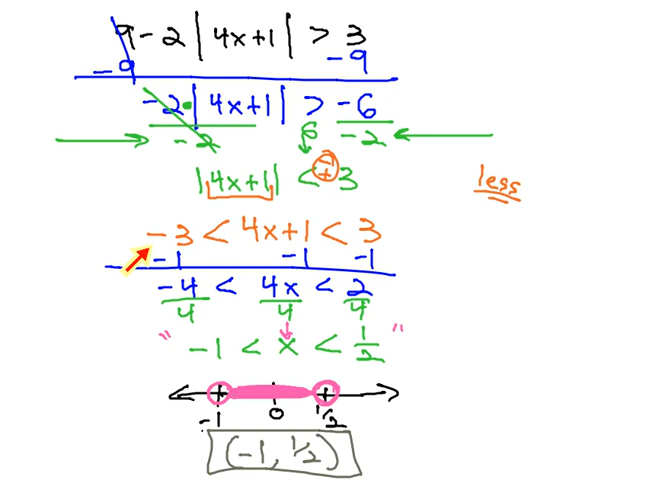 9 - 2 | 4x+1 | > 3
- 9 - 9
-2 · | 4x+1 | > -6
-2 -2
| 4x+1 | < + 3
less
-3 < 4x+1 < 3
-1 -1 -1
-4/4 < 4x/4 < 2/4
" -1 < x < 1/2 "
-1 0 1/2
(-1, 1/2)